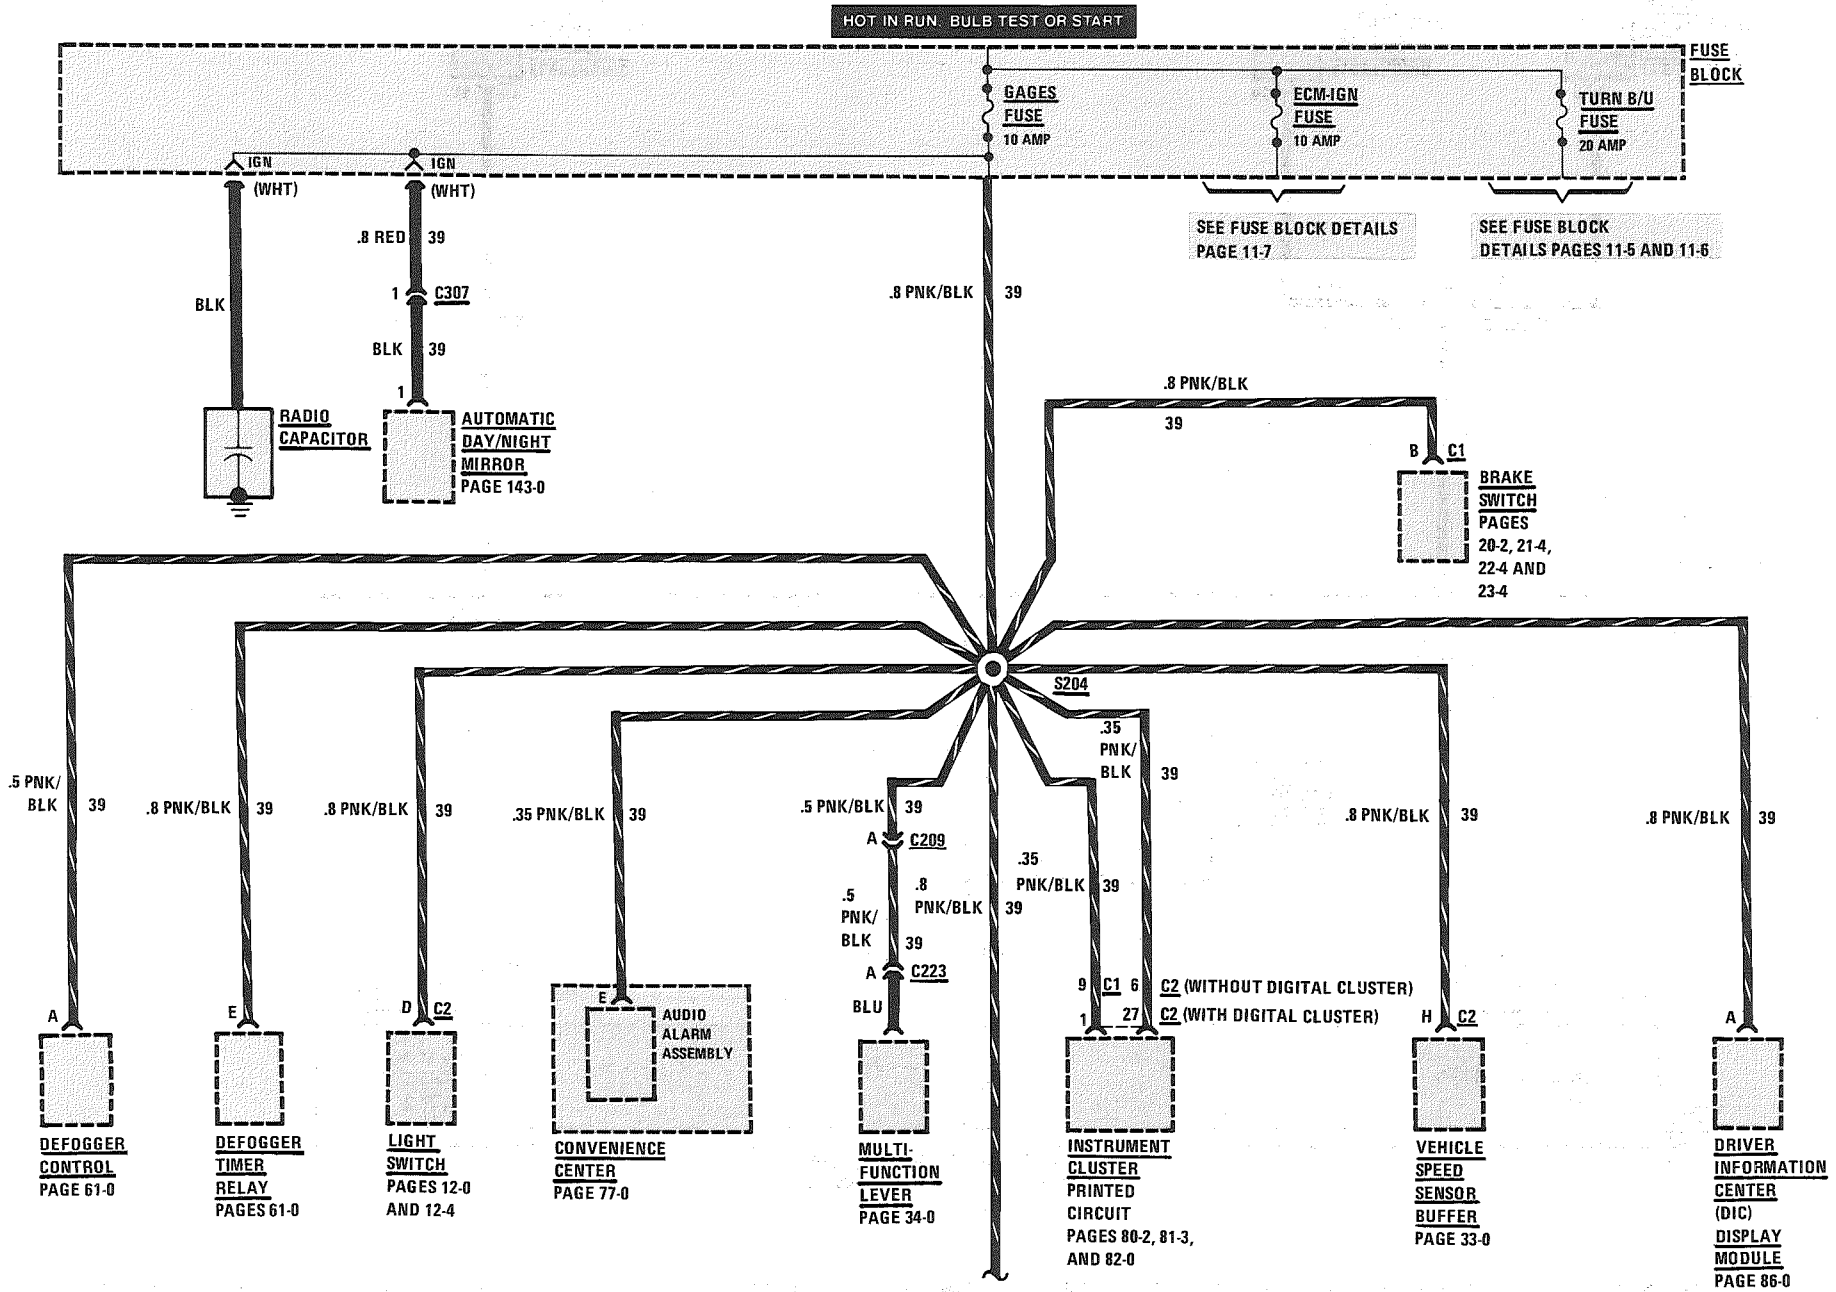 HOT IN RUN. BULB TEST OR START
FUSE
BLOCK
GAGES
FUSE
10 AMP
ECM-IGN
FUSE
10 AMP
TURN B/U
FUSE
20 AMP
IGN
IGN
(WHT)
(WHT)
SEE FUSE BLOCK DETAILS
PAGE 11-7
SEE FUSE BLOCK
DETAILS PAGES 11-5 AND 11-6
.8 RED
39
1
C307
BLK
BLK
39
1
.8 PNK/BLK
39
RADIO
CAPACITOR
AUTOMATIC
DAY/NIGHT
MIRROR
PAGE 143-0
.8 PNK/BLK
39
B
C1
BRAKE
SWITCH
PAGES
20-2, 21-4,
22-4 AND
23-4
S204
.5 PNK/
BLK
39
.8 PNK/BLK
39
.8 PNK/BLK
39
.35 PNK/BLK
39
.5 PNK/BLK
39
A
C209
.5
PNK/
BLK
39
A
C223
BLU
.8
PNK/BLK
39
.35
PNK/BLK
39
.35
PNK/
BLK
39
.8 PNK/BLK
39
.8 PNK/BLK
39
A
E
D
C2
E
AUDIO
ALARM
ASSEMBLY
9
C1
6
C2 (WITHOUT DIGITAL CLUSTER)
1
27
C2 (WITH DIGITAL CLUSTER)
H
C2
A
DEFOGGER
CONTROL
PAGE 61-0
DEFOGGER
TIMER
RELAY
PAGES 61-0
LIGHT
SWITCH
PAGES 12-0
AND 12-4
CONVENIENCE
CENTER
PAGE 77-0
MULTI-
FUNCTION
LEVER
PAGE 34-0
INSTRUMENT
CLUSTER
PRINTED
CIRCUIT
PAGES 80-2, 81-3,
AND 82-0
VEHICLE
SPEED
SENSOR
BUFFER
PAGE 33-0
DRIVER
INFORMATION
CENTER
(DIC)
DISPLAY
MODULE
PAGE 86-0